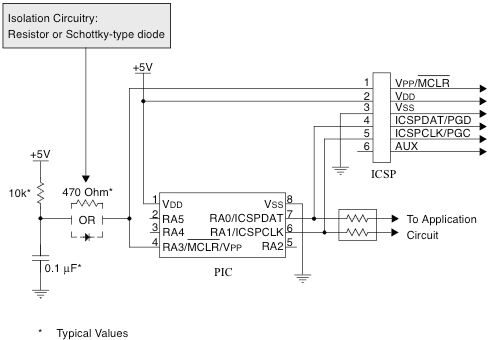 Isolation Circuitry:
Resistor or Schottky-type diode
+5V
1 VPP/MCLR
2 VDD
3 VSS
4 ICSPDAT/PGD
5 ICSPCLK/PGC
6 AUX
ICSP
+5V
10k*
470 Ohm*
OR
0.1 µF*
1 VDD VSS 8
2 RA5 RA0/ICSPDAT 7
3 RA4 RA1/ICSPCLK 6
4 RA3/MCLR/VPP RA2 5
PIC
To Application
Circuit
* Typical Values